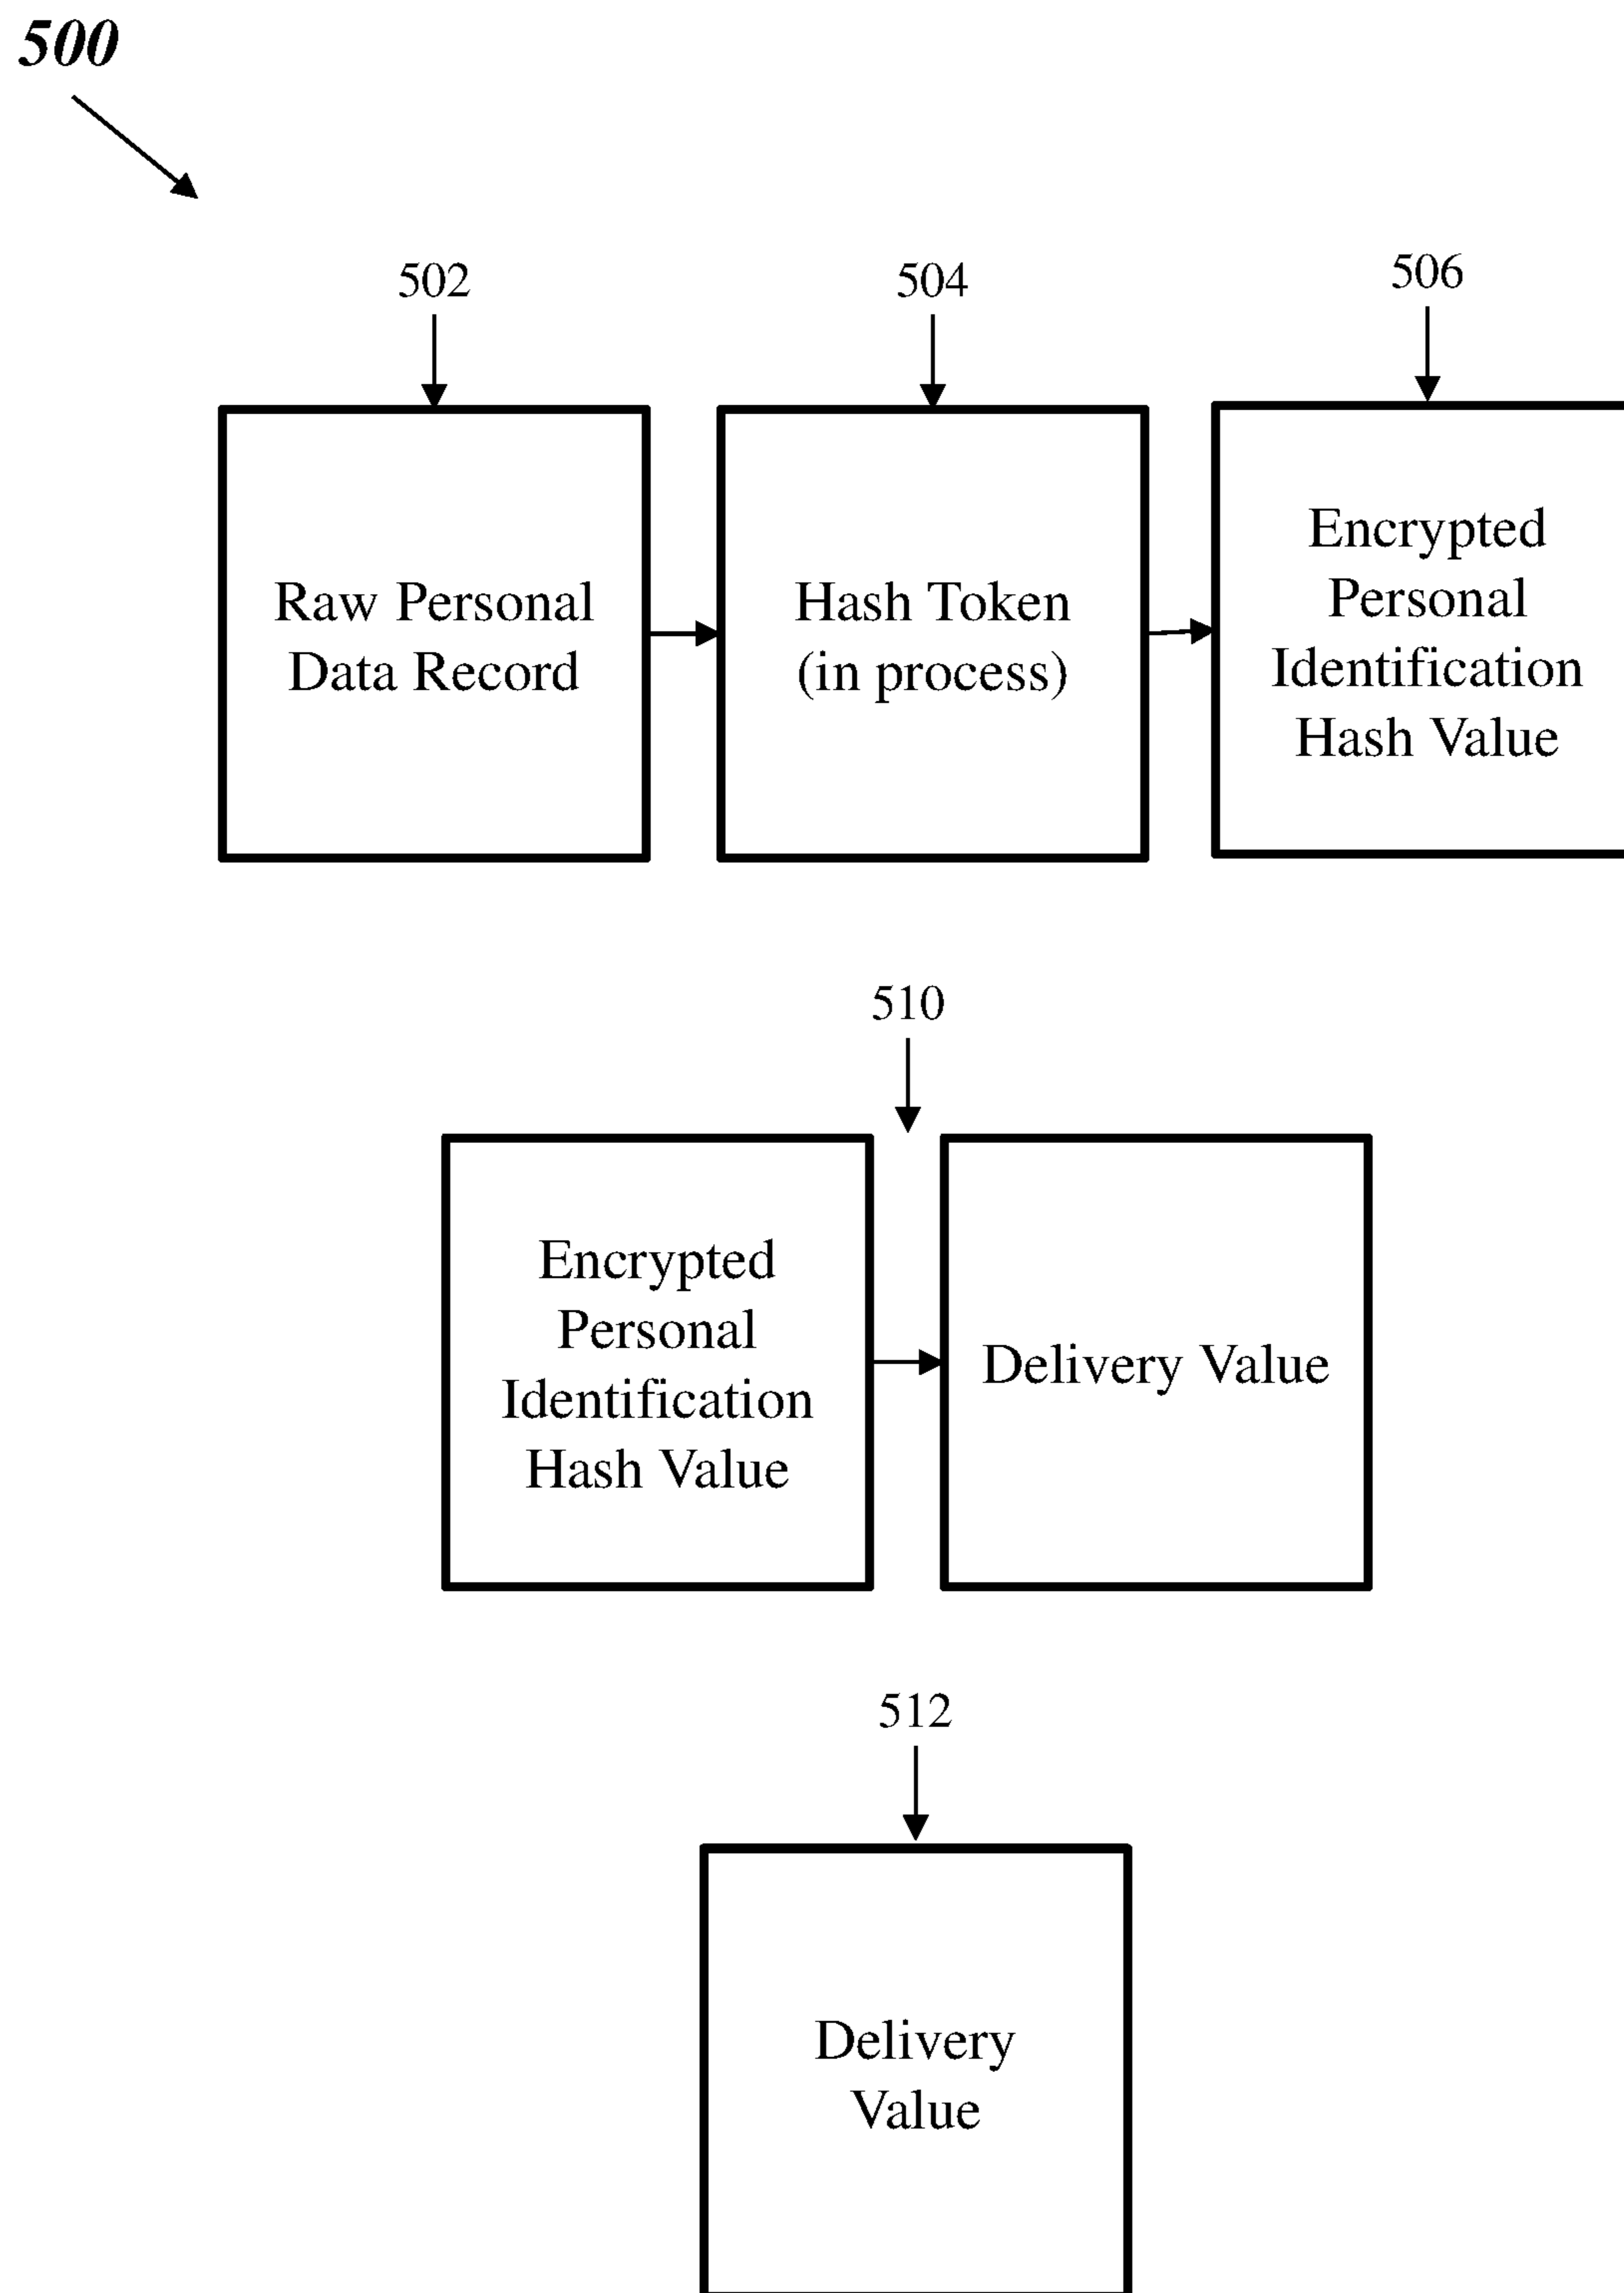 500
502
504
506
Raw Personal
Data Record
Hash Token
(in process)
Encrypted
Personal
Identification
Hash Value
510
Encrypted
Personal
Identification
Hash Value
Delivery Value
512
Delivery
Value